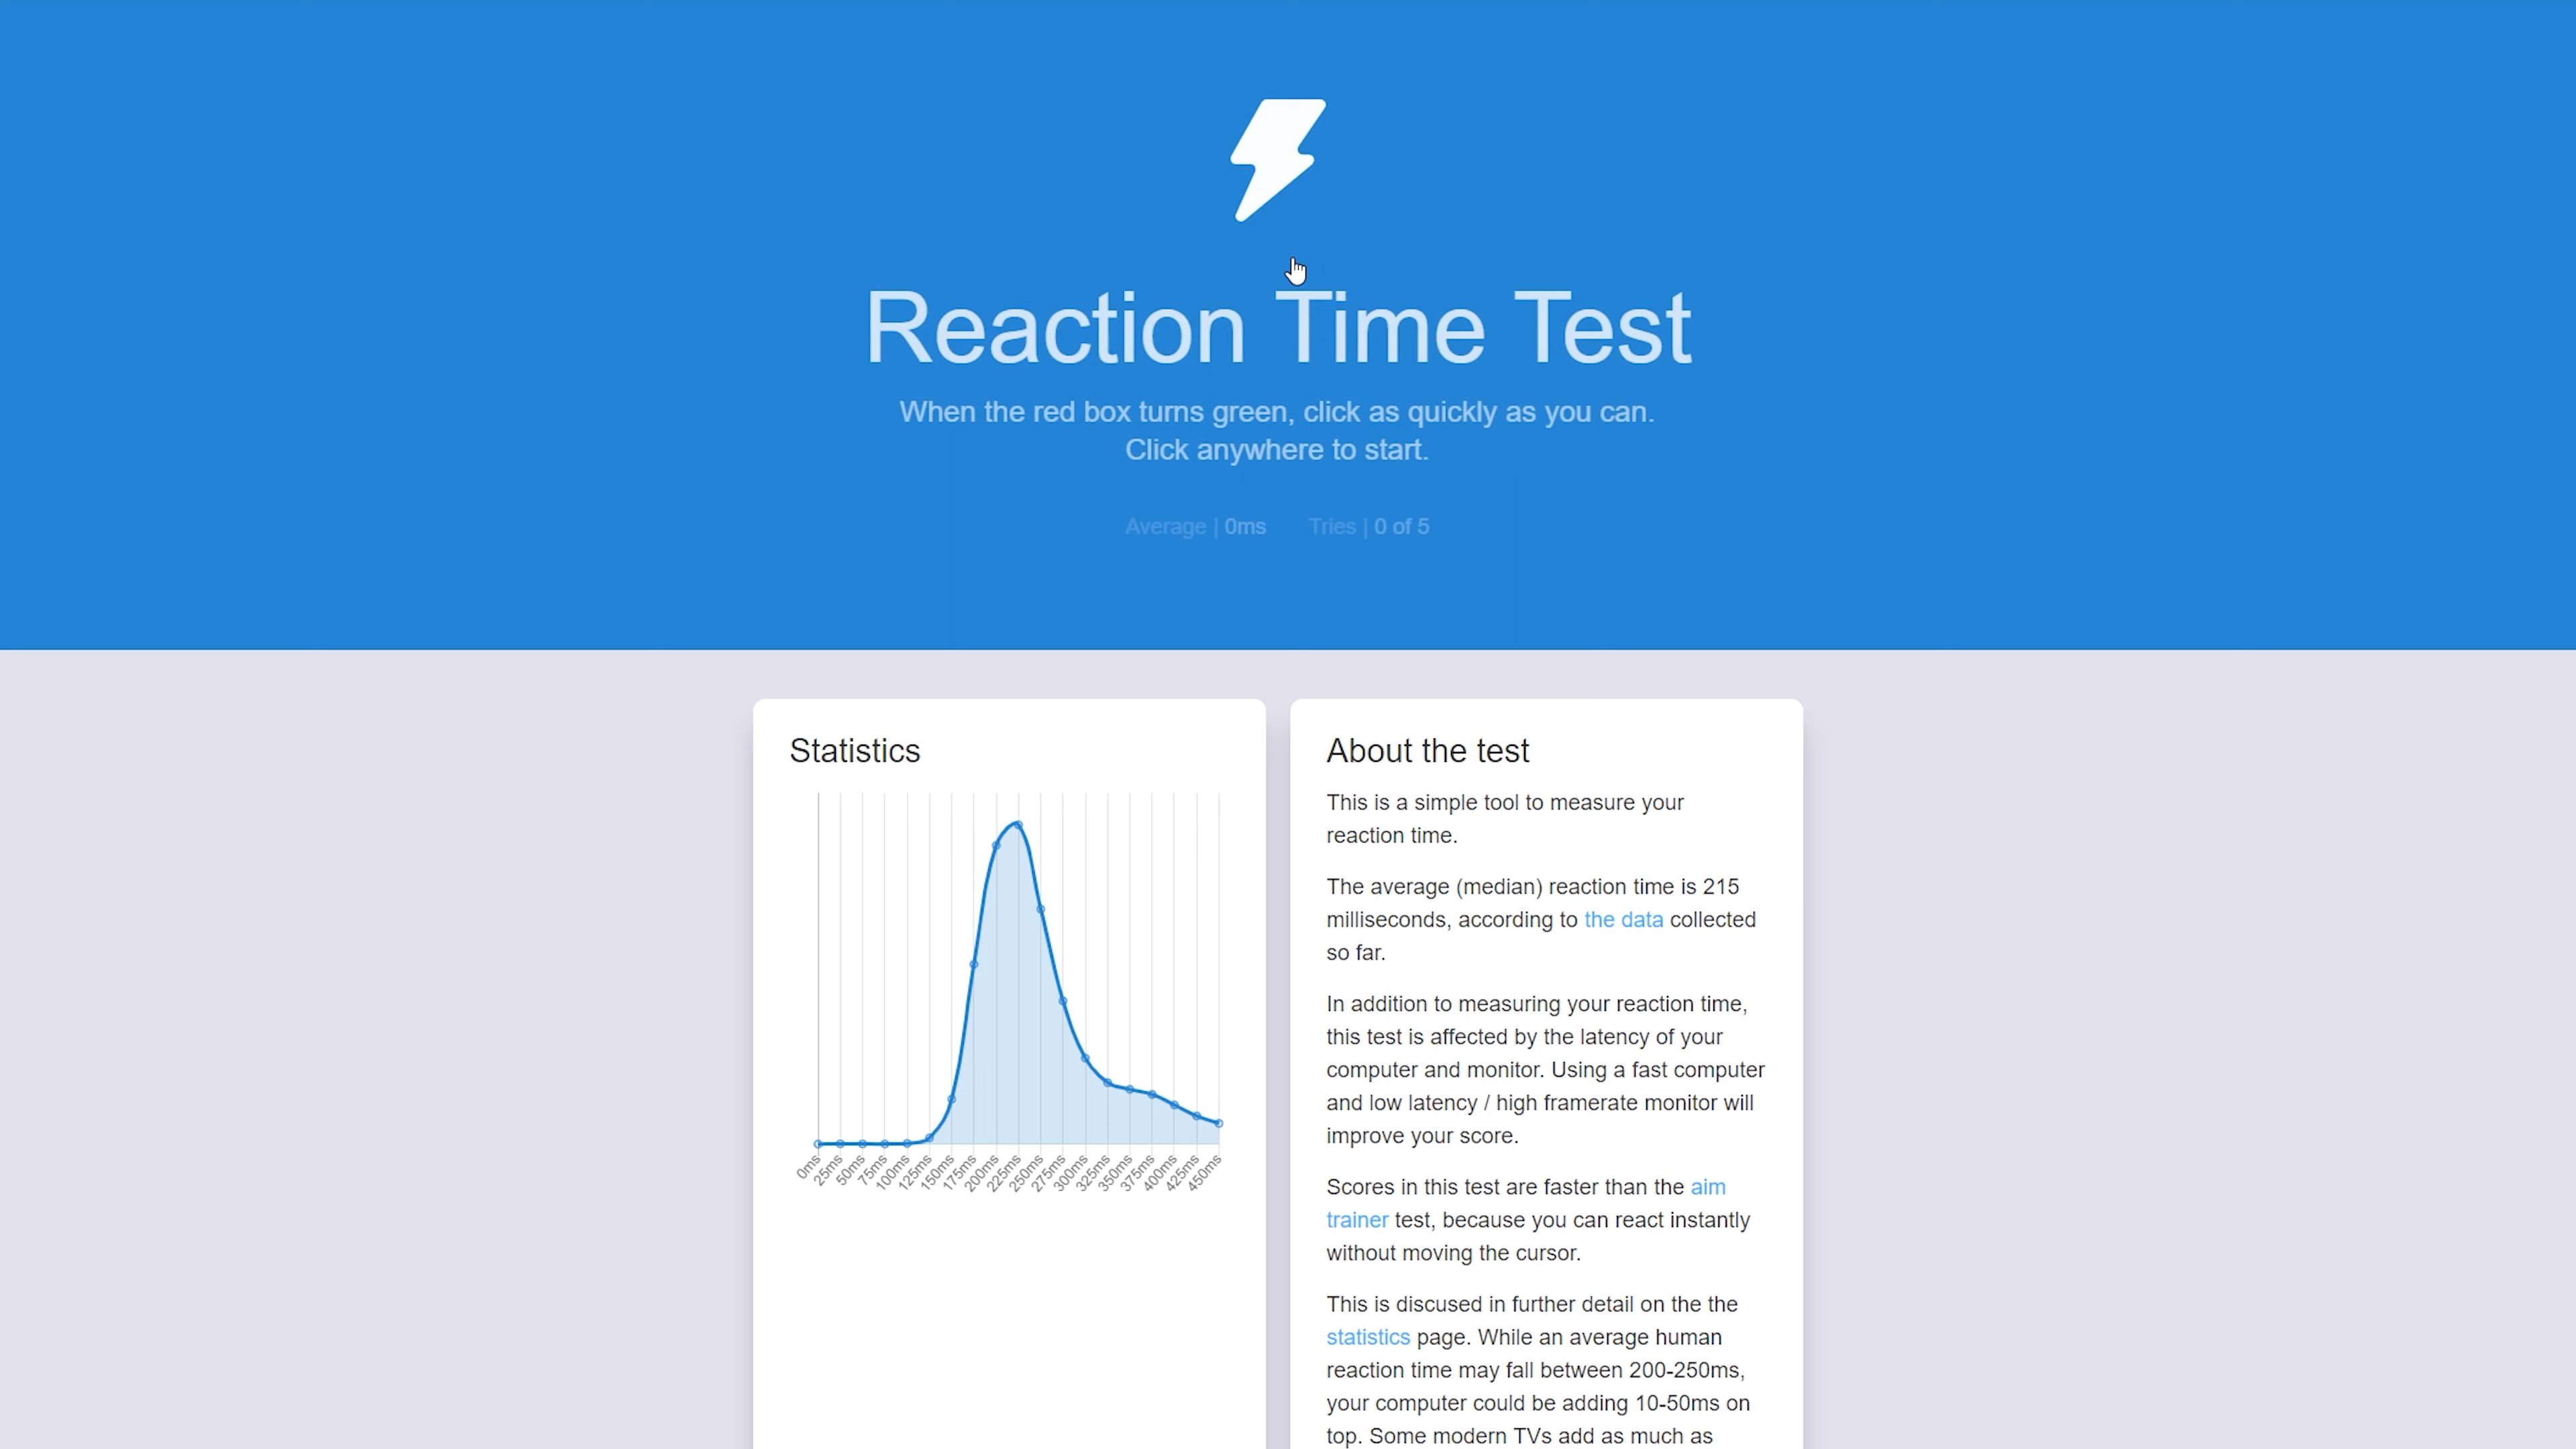 Reaction Time Test
When the red box turns green, click as quickly as you can.
Click anywhere to start.
Average | 0ms Tries | 0 of 5
Statistics
0ms 25ms 50ms 75ms 100ms 125ms 150ms 175ms 200ms 225ms 250ms 275ms 300ms 325ms 350ms 375ms 400ms 425ms 450ms
About the test
This is a simple tool to measure your
reaction time.
The average (median) reaction time is 215
milliseconds, according to the data collected
so far.
In addition to measuring your reaction time,
this test is affected by the latency of your
computer and monitor. Using a fast computer
and low latency / high framerate monitor will
improve your score.
Scores in this test are faster than the aim
trainer test, because you can react instantly
without moving the cursor.
This is discused in further detail on the the
statistics page. While an average human
reaction time may fall between 200-250ms,
your computer could be adding 10-50ms on
top. Some modern TVs add as much as